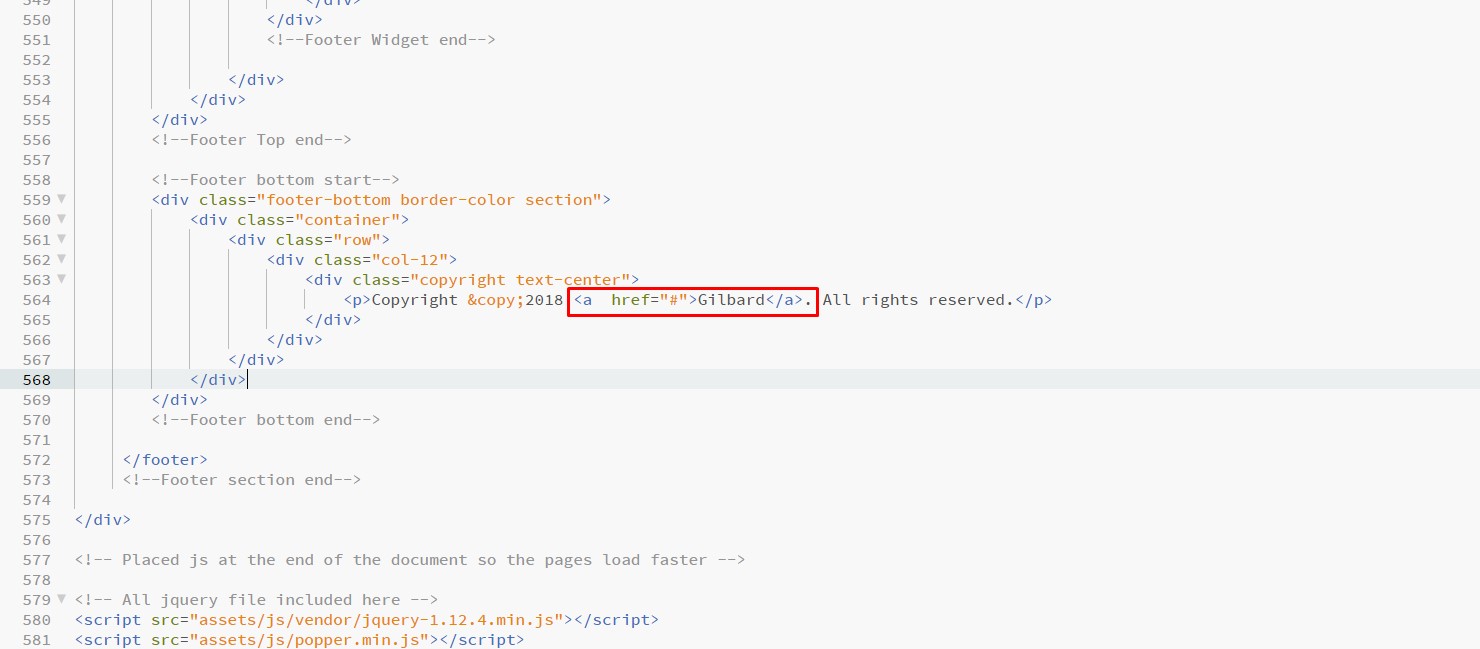 549 </div>
550 </div>
551 <!--Footer Widget end-->
552
553 </div>
554 </div>
555 </div>
556 <!--Footer Top end-->
557
558 <!--Footer bottom start-->
559 <div class="footer-bottom border-color section">
560 <div class="container">
561 <div class="row">
562 <div class="col-12">
563 <div class="copyright text-center">
564 <p>Copyright &copy;2018 <a  href="#">Gilbard</a>. All rights reserved.</p>
565 </div>
566 </div>
567 </div>
568 </div>
569 </div>
570 <!--Footer bottom end-->
571
572 </footer>
573 <!--Footer section end-->
574
575 </div>
576
577 <!-- Placed js at the end of the document so the pages load faster -->
578
579 <!-- All jquery file included here -->
580 <script src="assets/js/vendor/jquery-1.12.4.min.js"></script>
581 <script src="assets/js/popper.min.js"></script>